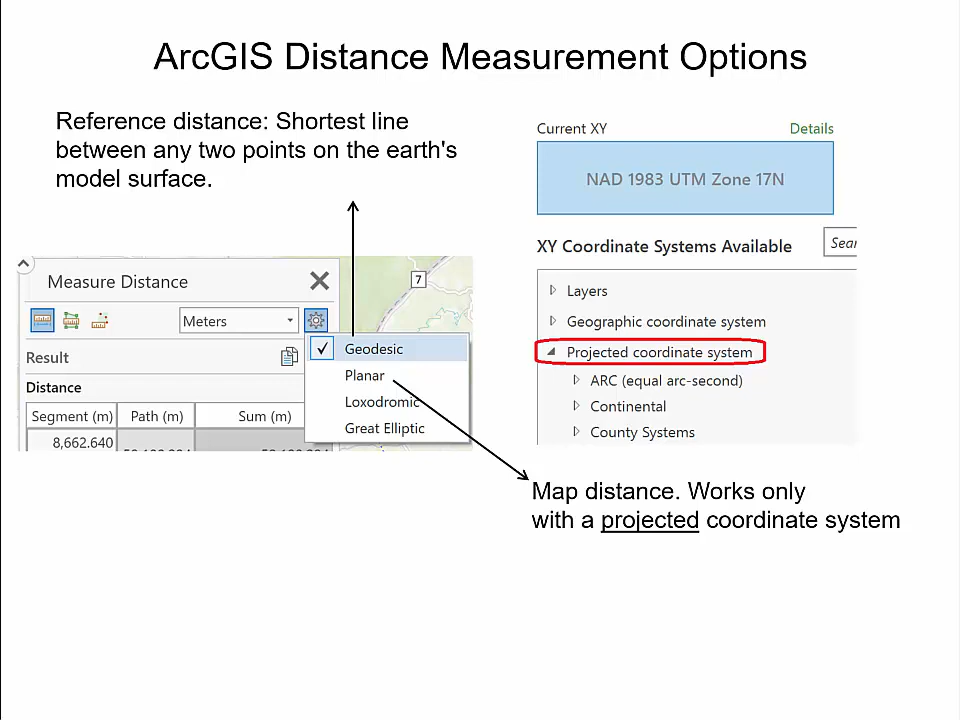 ArcGIS Distance Measurement Options
Reference distance: Shortest line
between any two points on the earth's
model surface.
Current XY
Details
NAD 1983 UTM Zone 17N
XY Coordinate Systems Available
Layers
Geographic coordinate system
Projected coordinate system
ARC (equal arc-second)
Continental
County Systems
Measure Distance
7
Meters
Result
Geodesic
Planar
Loxodromic
Great Elliptic
Distance
Segment (m) Path (m) Sum (m)
8,662.640
Map distance. Works only
with a projected coordinate system